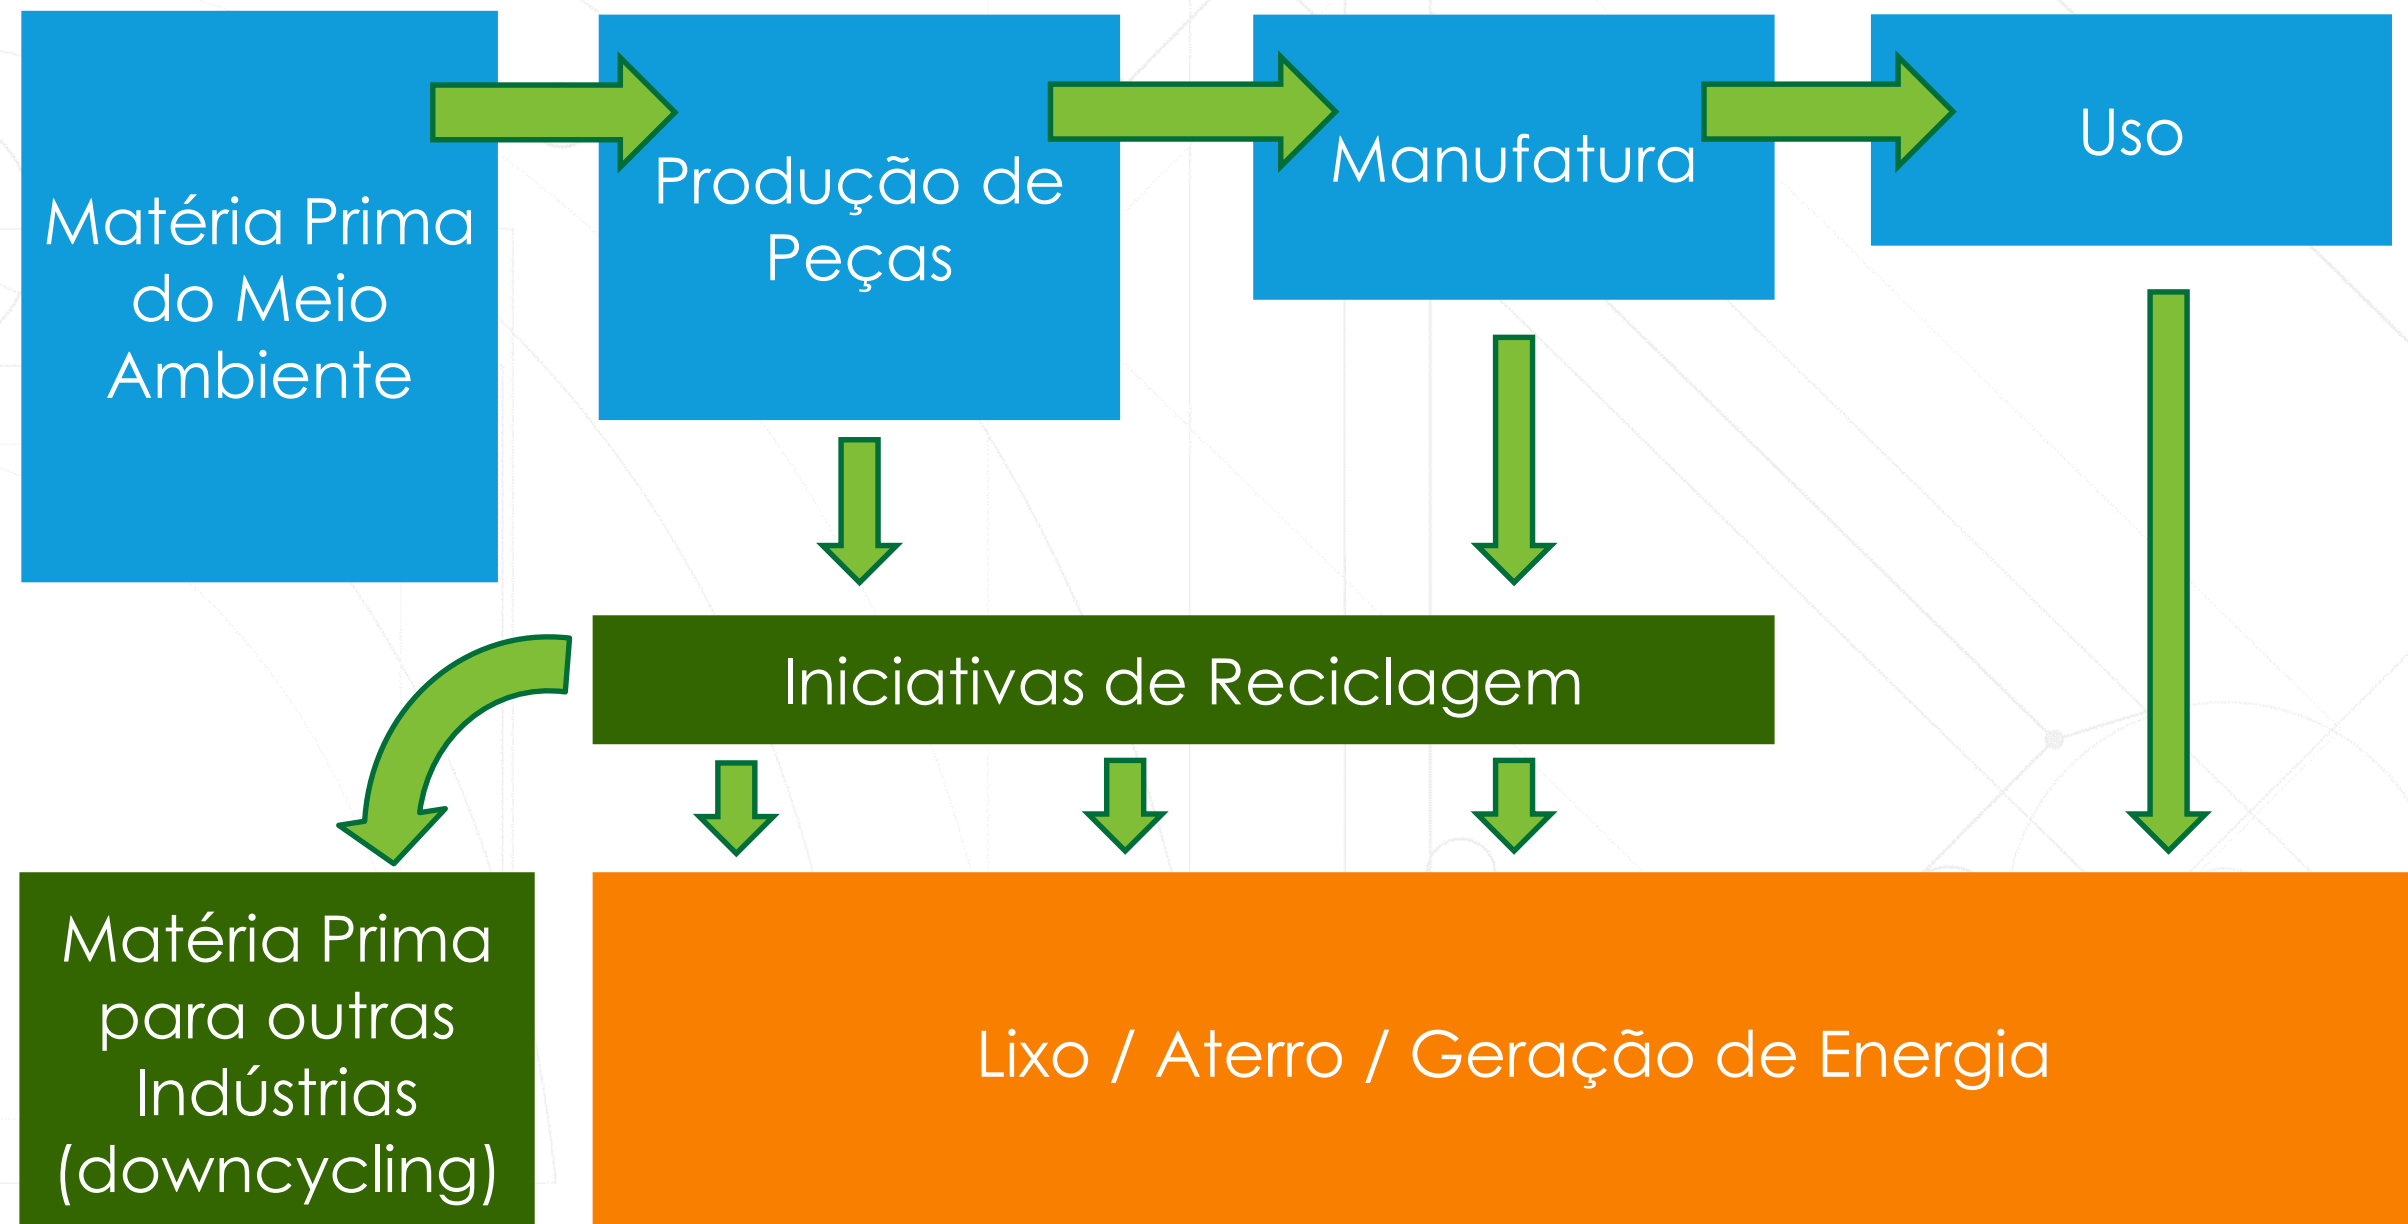 Matéria Prima
do Meio
Ambiente
Produção de
Peças
Manufatura
Uso
Iniciativas de Reciclagem
Matéria Prima
para outras
Indústrias
(downcycling)
Lixo / Aterro / Geração de Energia